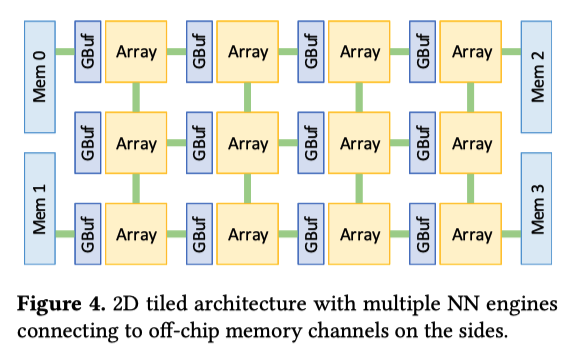 Mem 0
GBuf Array GBuf Array GBuf Array GBuf Array
Mem 2
GBuf Array GBuf Array GBuf Array GBuf Array
Mem 1
GBuf Array GBuf Array GBuf Array GBuf Array
Mem 3
Figure 4. 2D tiled architecture with multiple NN engines
connecting to off-chip memory channels on the sides.